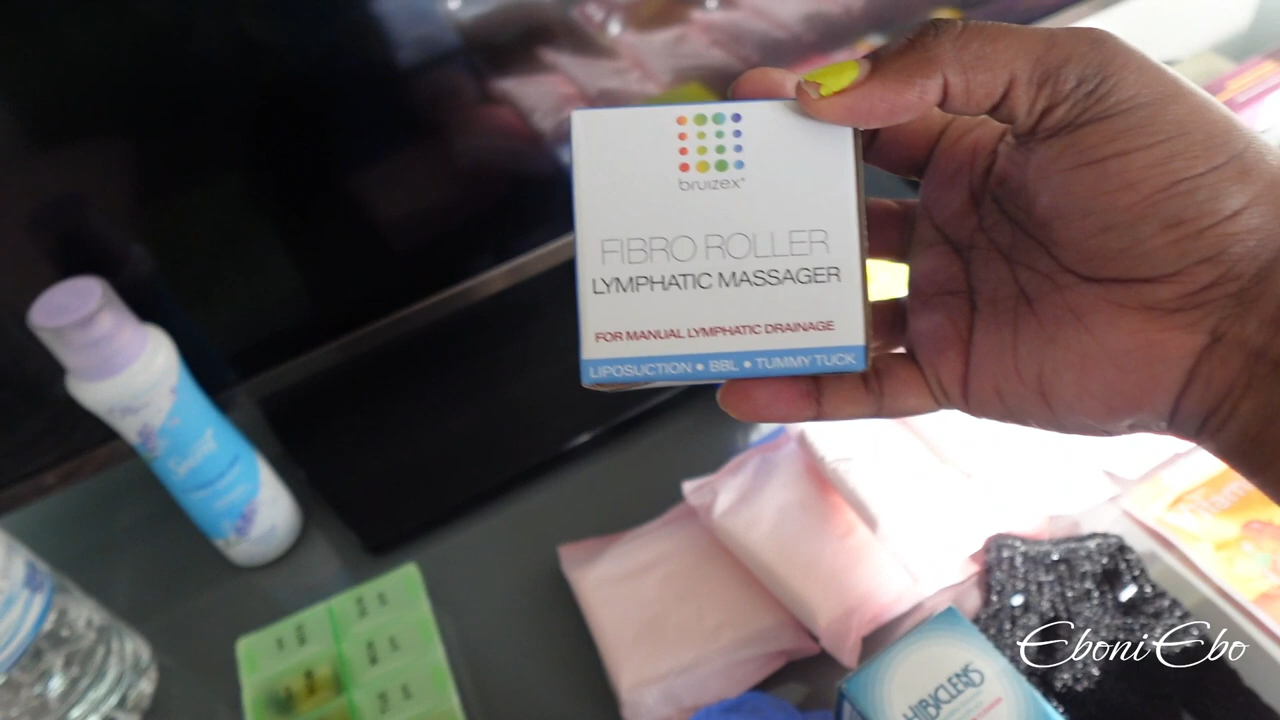 bruizex®
FIBRO ROLLER
LYMPHATIC MASSAGER
FOR MANUAL LYMPHATIC DRAINAGE
LIPOSUCTION • BBL • TUMMY TUCK
HIBICLENS
EboniEbo